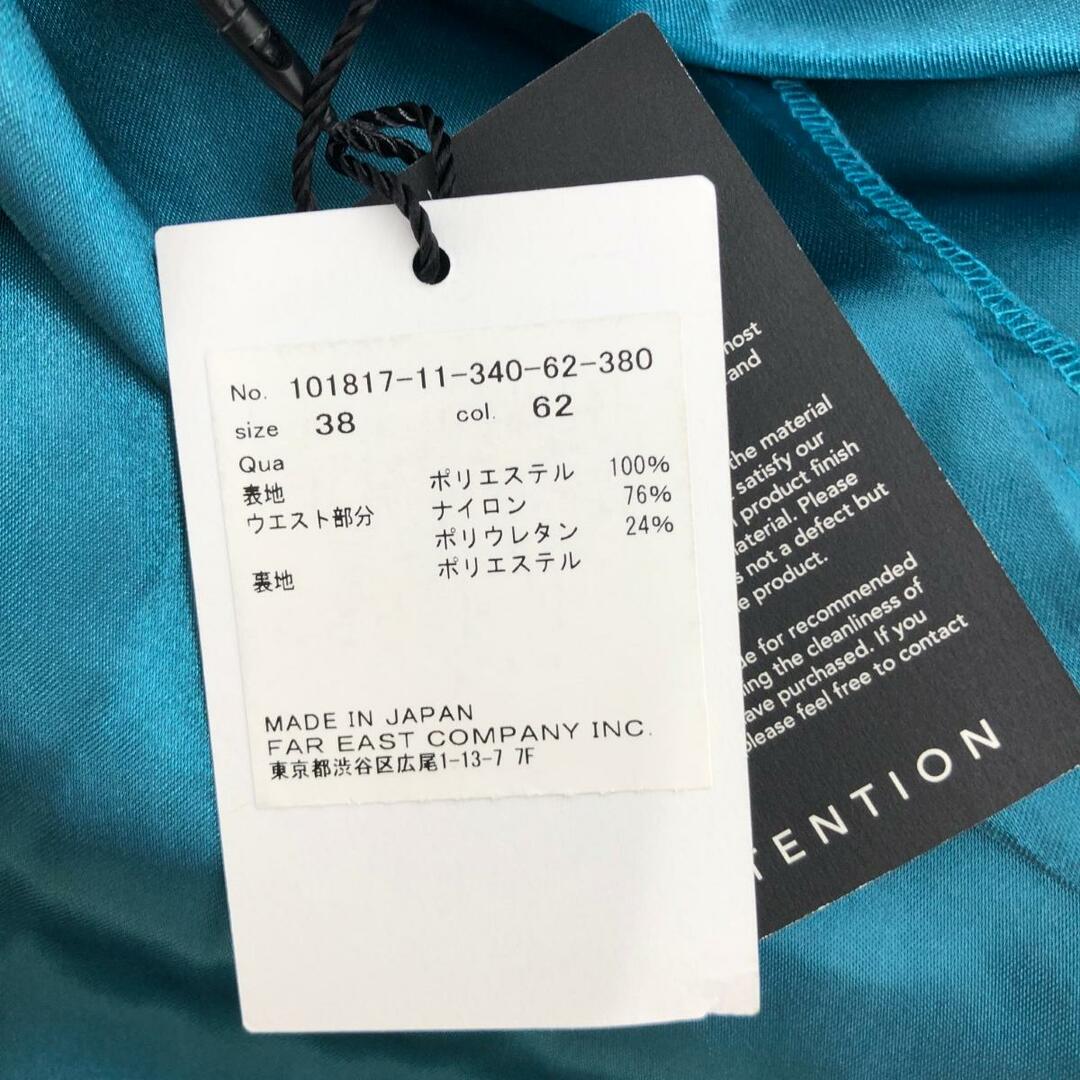 No. 101817-11-340-62-380
size 38 col. 62
Qua
表地 ポリエステル 100%
ウエスト部分 ナイロン 76%
ポリウレタン 24%
裏地 ポリエステル
MADE IN JAPAN
FAR EAST COMPANY INC.
東京都渋谷区広尾1-13-7 7F
the material
satisfy our
product finish
material. Please
not a defect but
product.
for recommended
the cleanliness of
purchased. If you
please feel free to contact
TENTION